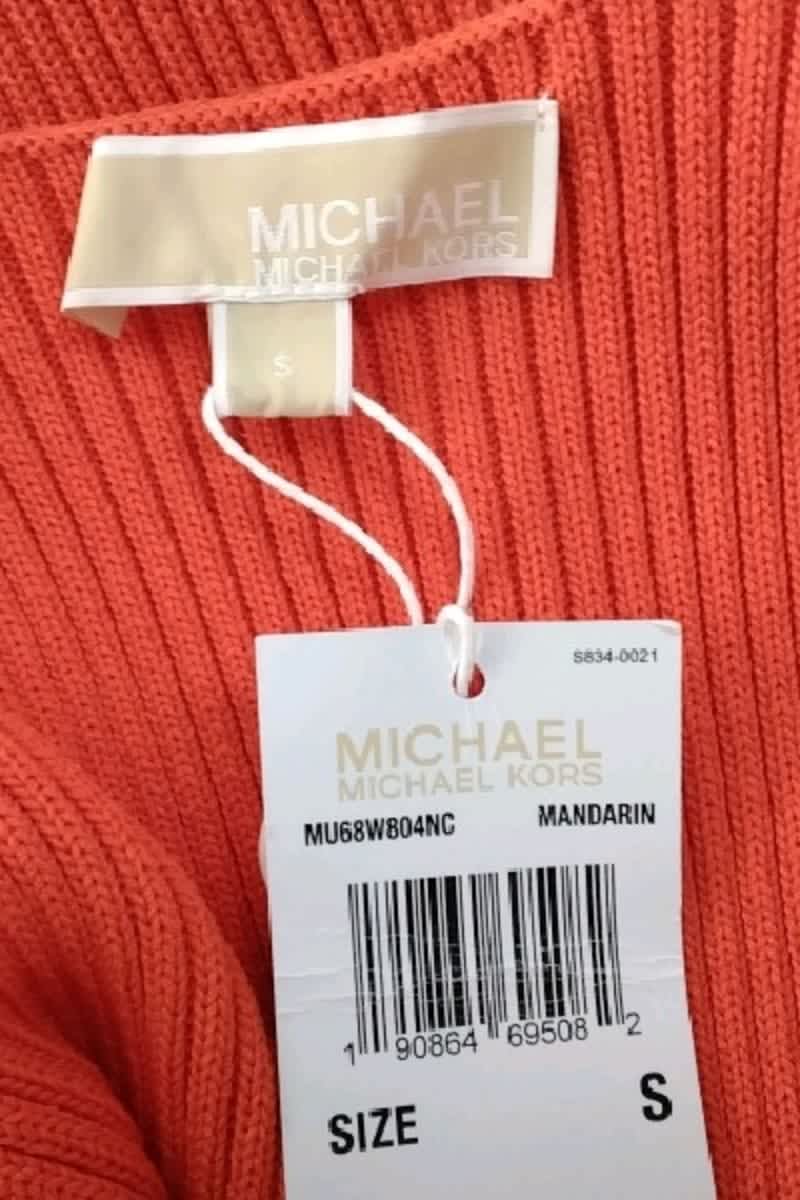 MICHAEL
MICHAEL KORS
S
S834-0021
MICHAEL
MICHAEL KORS
MU68W804NC MANDARIN
1 90864 69508 2
SIZE S